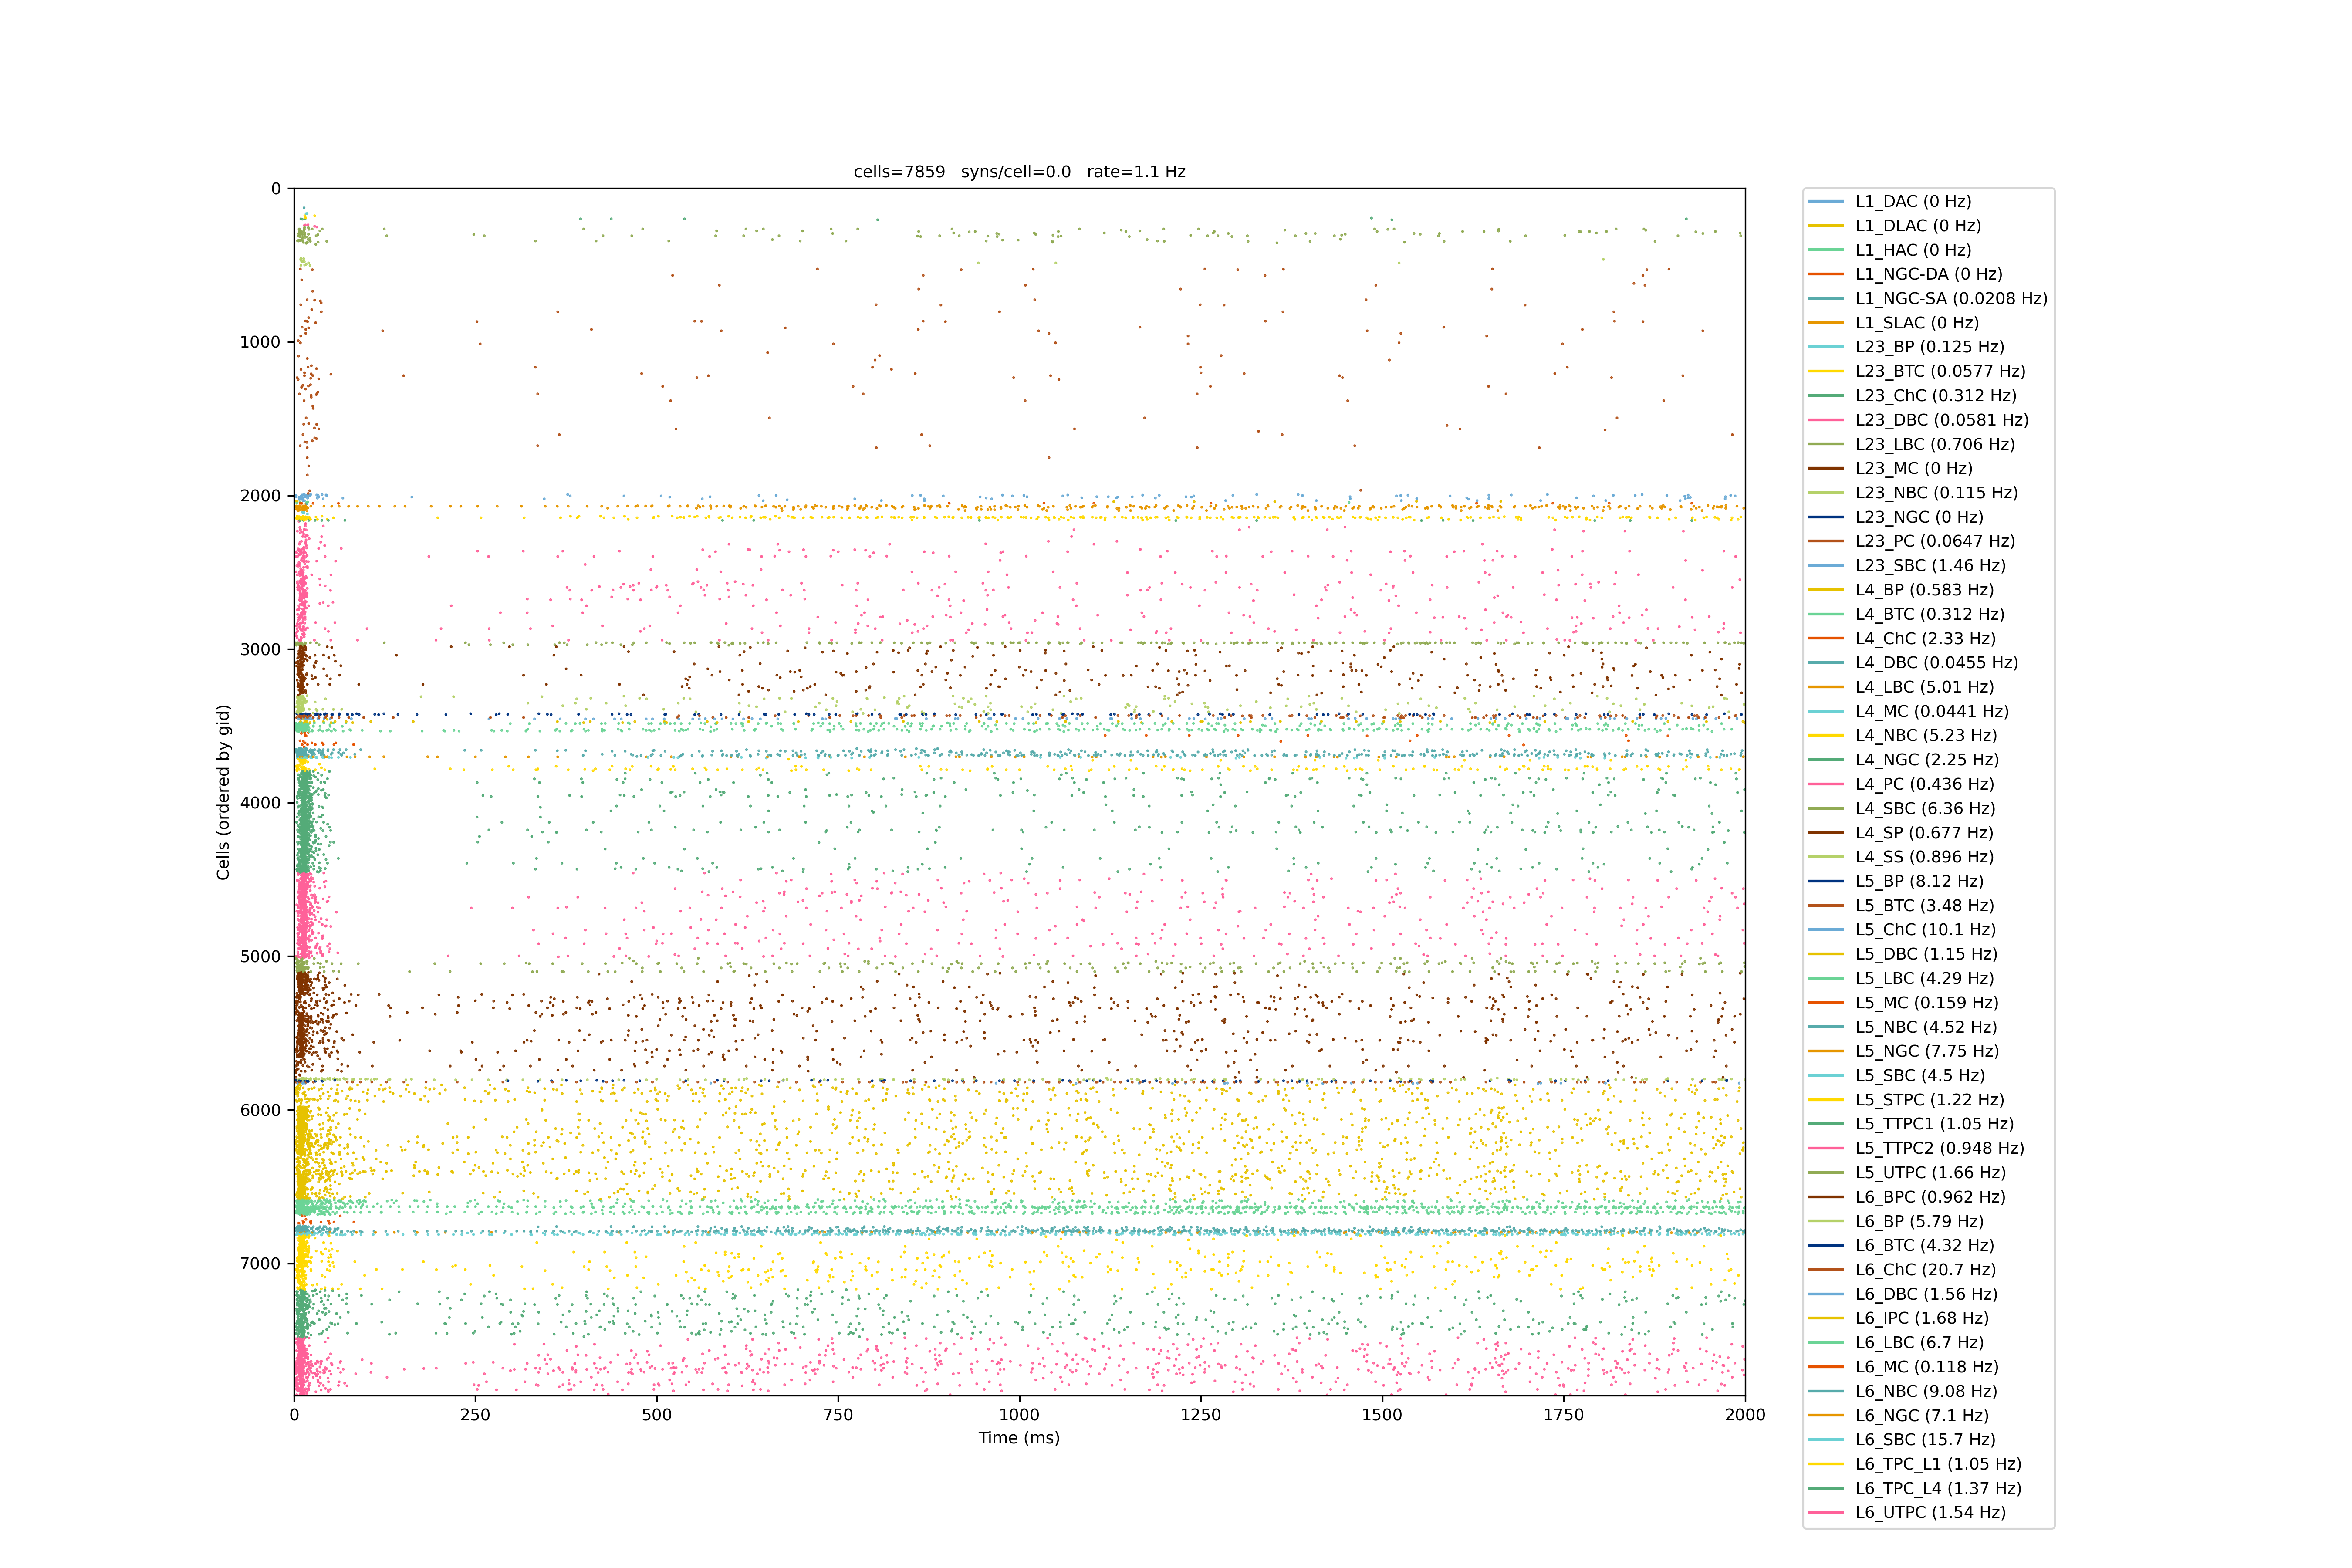 cells=7859   syns/cell=0.0   rate=1.1 Hz
0
1000
2000
3000
4000
5000
6000
7000
Cells (ordered by gid)
0 250 500 750 1000 1250 1500 1750 2000
Time (ms)
L1_DAC (0 Hz)
L1_DLAC (0 Hz)
L1_HAC (0 Hz)
L1_NGC-DA (0 Hz)
L1_NGC-SA (0.0208 Hz)
L1_SLAC (0 Hz)
L23_BP (0.125 Hz)
L23_BTC (0.0577 Hz)
L23_ChC (0.312 Hz)
L23_DBC (0.0581 Hz)
L23_LBC (0.706 Hz)
L23_MC (0 Hz)
L23_NBC (0.115 Hz)
L23_NGC (0 Hz)
L23_PC (0.0647 Hz)
L23_SBC (1.46 Hz)
L4_BP (0.583 Hz)
L4_BTC (0.312 Hz)
L4_ChC (2.33 Hz)
L4_DBC (0.0455 Hz)
L4_LBC (5.01 Hz)
L4_MC (0.0441 Hz)
L4_NBC (5.23 Hz)
L4_NGC (2.25 Hz)
L4_PC (0.436 Hz)
L4_SBC (6.36 Hz)
L4_SP (0.677 Hz)
L4_SS (0.896 Hz)
L5_BP (8.12 Hz)
L5_BTC (3.48 Hz)
L5_ChC (10.1 Hz)
L5_DBC (1.15 Hz)
L5_LBC (4.29 Hz)
L5_MC (0.159 Hz)
L5_NBC (4.52 Hz)
L5_NGC (7.75 Hz)
L5_SBC (4.5 Hz)
L5_STPC (1.22 Hz)
L5_TTPC1 (1.05 Hz)
L5_TTPC2 (0.948 Hz)
L5_UTPC (1.66 Hz)
L6_BPC (0.962 Hz)
L6_BP (5.79 Hz)
L6_BTC (4.32 Hz)
L6_ChC (20.7 Hz)
L6_DBC (1.56 Hz)
L6_IPC (1.68 Hz)
L6_LBC (6.7 Hz)
L6_MC (0.118 Hz)
L6_NBC (9.08 Hz)
L6_NGC (7.1 Hz)
L6_SBC (15.7 Hz)
L6_TPC_L1 (1.05 Hz)
L6_TPC_L4 (1.37 Hz)
L6_UTPC (1.54 Hz)